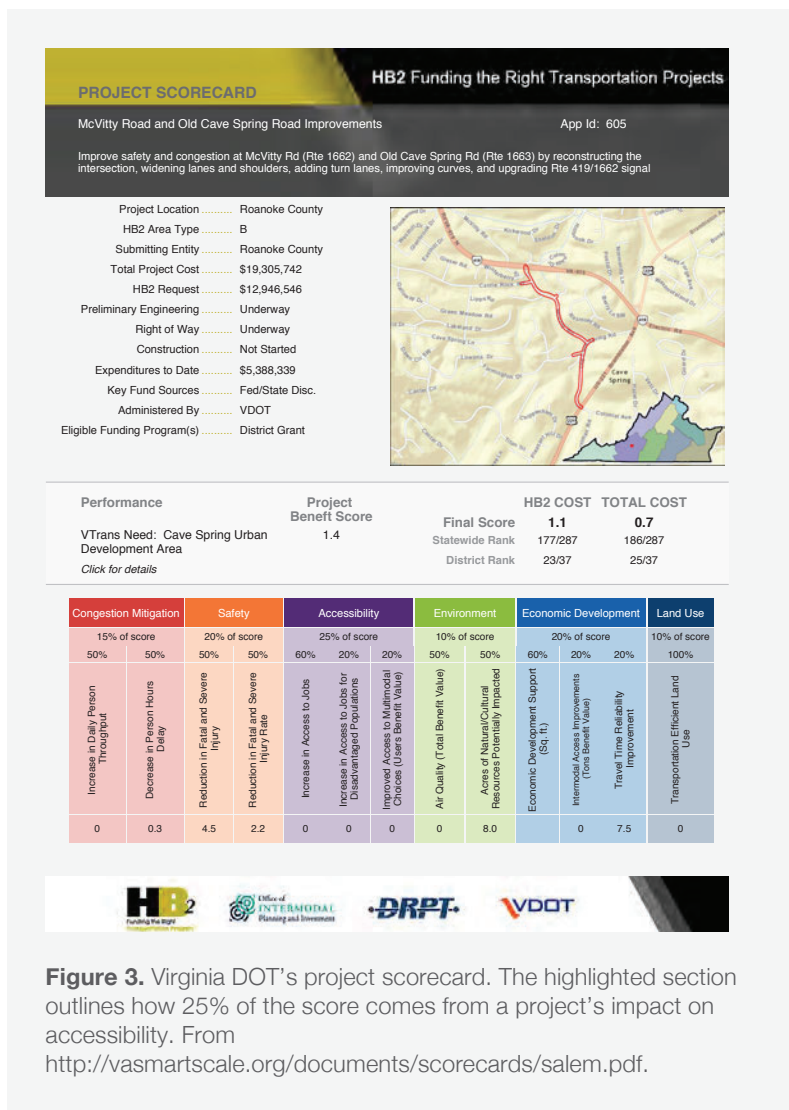 HB2 Funding the Right Transportation Projects
PROJECT SCORECARD
McVitty Road and Old Cave Spring Road Improvements App Id: 605
Improve safety and congestion at McVitty Rd (Rte 1662) and Old Cave Spring Rd (Rte 1663) by reconstructing the
intersection, widening lanes and shoulders, adding turn lanes, improving curves, and upgrading Rte 419/1662 signal
Project Location .......... Roanoke County
HB2 Area Type .......... B
Submitting Entity .......... Roanoke County
Total Project Cost .......... $19,305,742
HB2 Request .......... $12,946,546
Preliminary Engineering .......... Underway
Right of Way .......... Underway
Construction .......... Not Started
Expenditures to Date .......... $5,388,339
Key Fund Sources .......... Fed/State Disc.
Administered By .......... VDOT
Eligible Funding Program(s) .......... District Grant
Cave
Spring
Performance
Project
Beneft Score
HB2 COST TOTAL COST
VTrans Need: Cave Spring Urban
Development Area
1.4
Final Score 1.1 0.7
Statewide Rank 177/287 186/287
District Rank 23/37 25/37
Click for details
Congestion Mitigation Safety Accessibility Environment Economic Development Land Use
15% of score 20% of score 25% of score 10% of score 20% of score 10% of score
50% 50% 50% 50% 60% 20% 20% 50% 50% 60% 20% 20% 100%
Increase in Daily Person
Throughput
Decrease in Person Hours
Delay
Reduction in Fatal and Severe
Injury
Reduction in Fatal and Severe
Injury Rate
Increase in Access to Jobs
Increase in Access to Jobs for
Disadvantaged Populations
Improved Access to Multimodal
Choices (Users Benefit Value)
Air Quality (Total Benefit Value)
Acres of Natural/Cultural
Resources Potentially Impacted
Economic Development Support
(Sq. ft.)
Intermodal Access Improvements
(Tons Benefit Value)
Travel Time Reliability
Improvement
Transportation Efficient Land
Use
0 0.3 4.5 2.2 0 0 0 0 8.0 0 7.5 0
HB2
Funding the Right
Transportation Projects
Office of
INTERMODAL
Planning and Investment
DRPT
VDOT
Figure 3. Virginia DOT's project scorecard. The highlighted section
outlines how 25% of the score comes from a project's impact on
accessibility. From
http://vasmartscale.org/documents/scorecards/salem.pdf.